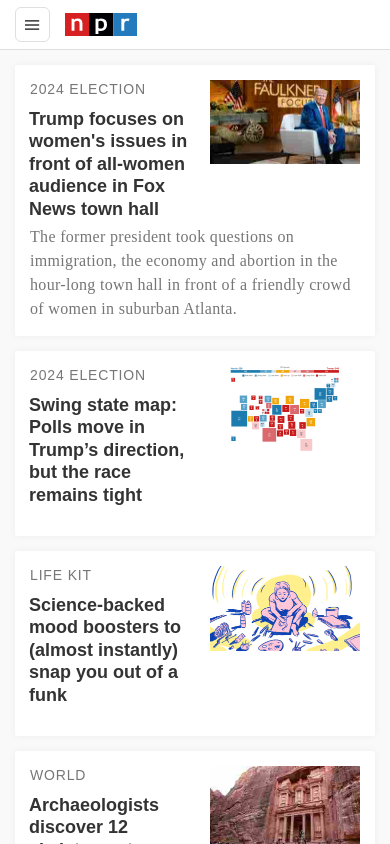 npr
2024 ELECTION
Trump focuses on
women's issues in
front of all-women
audience in Fox
News town hall
FAULKNER
FOCUS
The former president took questions on
immigration, the economy and abortion in the
hour-long town hall in front of a friendly crowd
of women in suburban Atlanta.
2024 ELECTION
Swing state map:
Polls move in
Trump’s direction,
but the race
remains tight
LIFE KIT
Science-backed
mood boosters to
(almost instantly)
snap you out of a
funk
WORLD
Archaeologists
discover 12